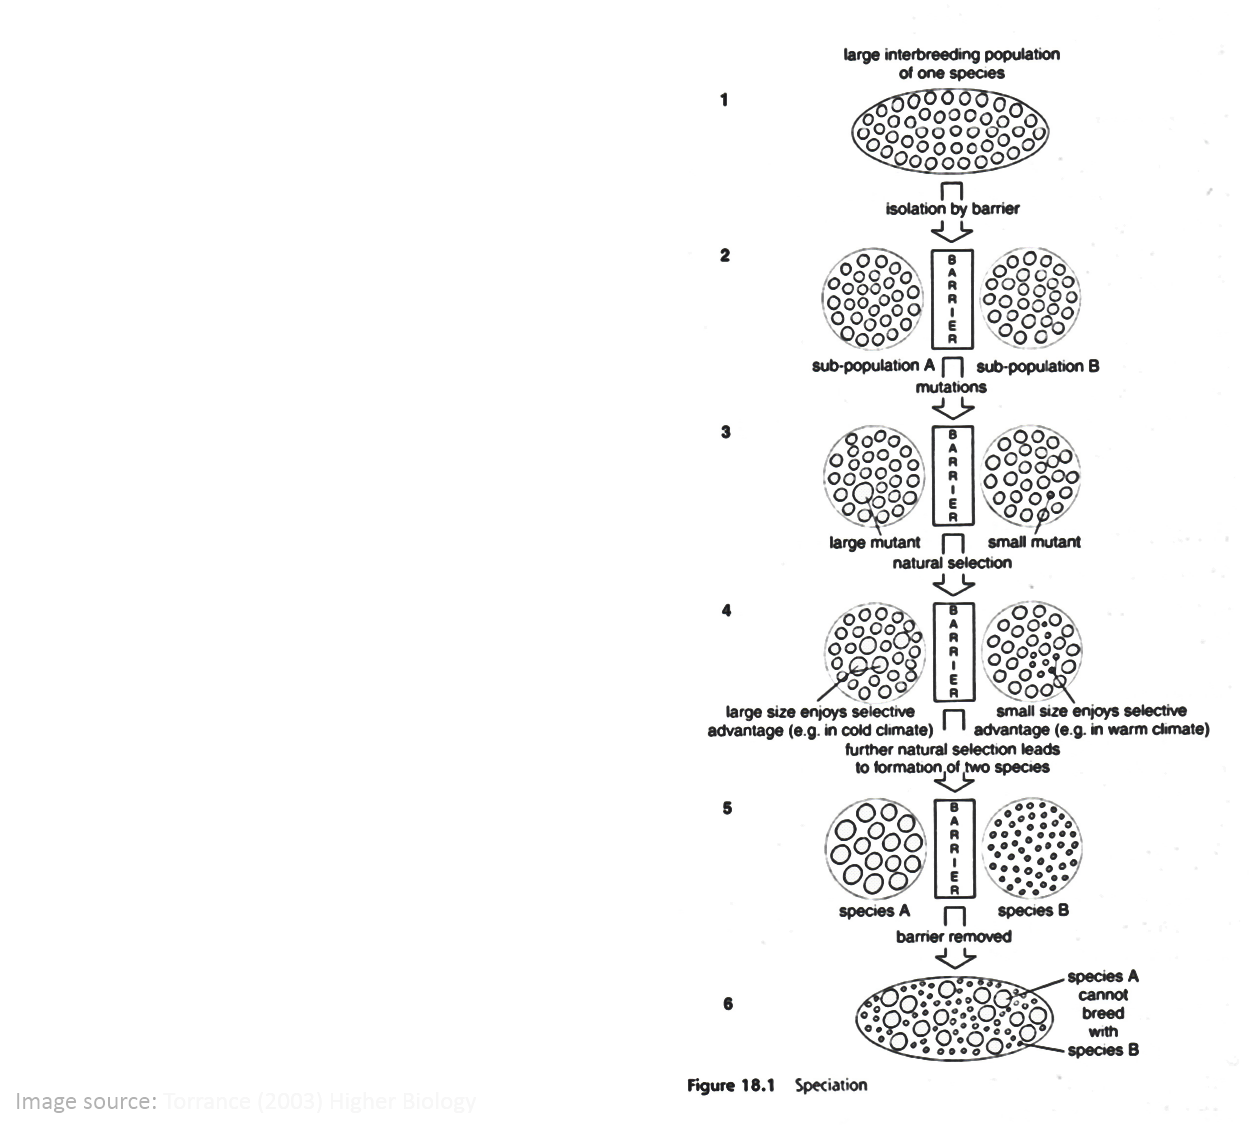 large interbreeding population
of one species
1
isolation by barrier
2
BARRIER
sub-population A
sub-population B
mutations
3
BARRIER
large mutant
small mutant
natural selection
4
BARRIER
large size enjoys selective
advantage (e.g. in cold climate)
small size enjoys selective
advantage (e.g. in warm climate)
further natural selection leads
to formation of two species
5
BARRIER
species A
species B
barrier removed
6
species A
cannot
breed
with
species B
Figure 18.1 Speciation
Image source: Torrance (2003) Higher Biology